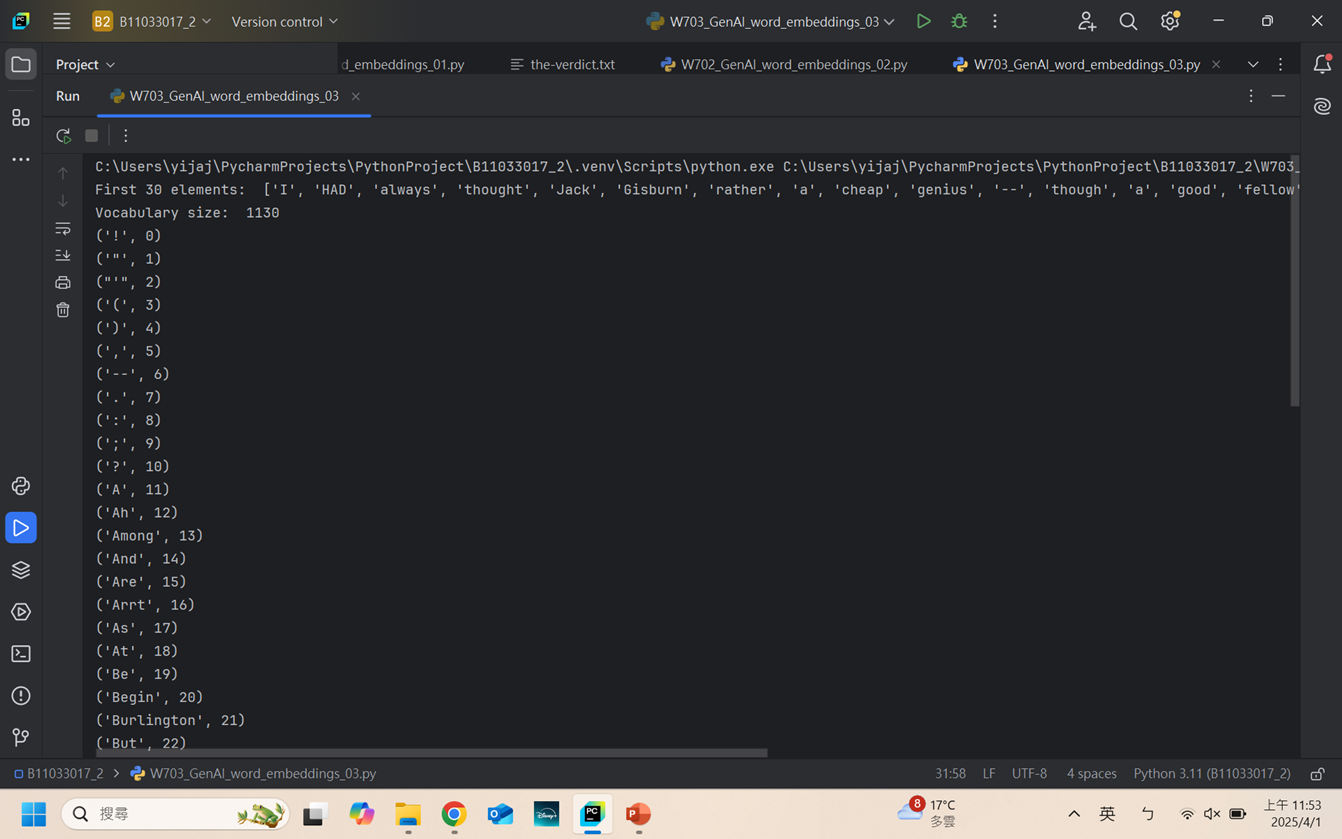 PC B2 B11033017_2 Version control W703_GenAI_word_embeddings_03
Project d_embeddings_01.py the-verdict.txt W702_GenAI_word_embeddings_02.py W703_GenAI_word_embeddings_03.py
Run W703_GenAI_word_embeddings_03
C:\Users\yijaj\PycharmProjects\PythonProject\B11033017_2\.venv\Scripts\python.exe C:\Users\yijaj\PycharmProjects\PythonProject\B11033017_2\W703_
First 30 elements:  ['I', 'HAD', 'always', 'thought', 'Jack', 'Gisburn', 'rather', 'a', 'cheap', 'genius', '--', 'though', 'a', 'good', 'fellow'
Vocabulary size:  1130
('!', 0)
('"', 1)
("'", 2)
('(', 3)
(')', 4)
(',', 5)
('--', 6)
('.', 7)
(':', 8)
(';', 9)
('?', 10)
('A', 11)
('Ah', 12)
('Among', 13)
('And', 14)
('Are', 15)
('Arrt', 16)
('As', 17)
('At', 18)
('Be', 19)
('Begin', 20)
('Burlington', 21)
('But', 22)
B11033017_2 > W703_GenAI_word_embeddings_03.py 31:58 LF UTF-8 4 spaces Python 3.11 (B11033017_2)
搜尋 Disney+ PC P 8 17°C 英 ㄅ 上午 11:53
多雲 2025/4/1